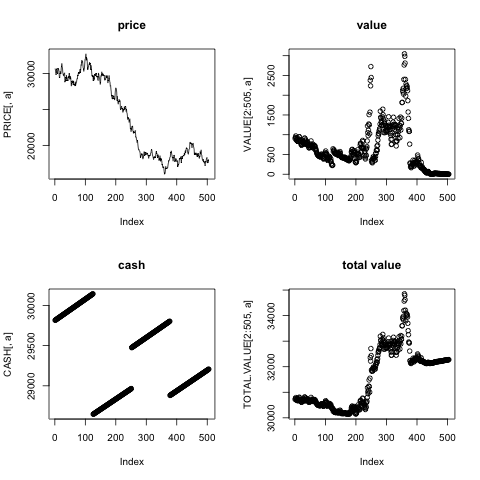 price
PRICE[, a]
20000
30000
0 100 200 300 400 500
Index
value
VALUE[2:505, a]
0 500 1500 2500
0 100 200 300 400 500
Index
cash
CASH[, a]
29000 29500 30000
0 100 200 300 400 500
Index
total value
TOTAL.VALUE[2:505, a]
30000 32000 34000
0 100 200 300 400 500
Index